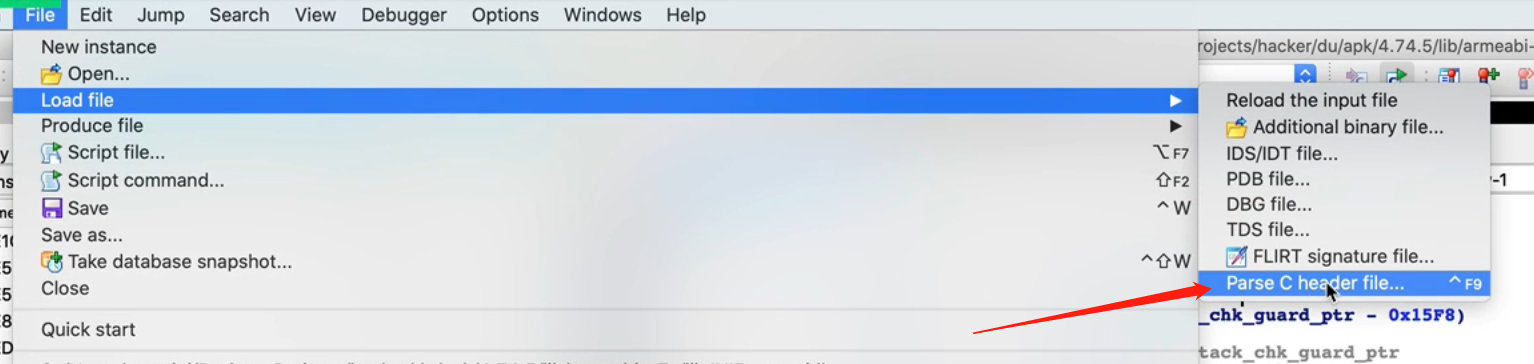 File Edit Jump Search View Debugger Options Windows Help
New instance
rojects/hacker/du/apk/4.74.5/lib/armeabi-
Open...
Load file
Reload the input file
Produce file
Additional binary file...
Script file...
⌥F7
IDS/IDT file...
Script command...
⇧F2
PDB file...
-1
Save
^W
DBG file...
Save as...
TDS file...
Take database snapshot...
^⇧W
FLIRT signature file...
Close
Parse C header file...
^F9
_chk_guard_ptr - 0x15F8)
Quick start
tack_chk_guard_ptr